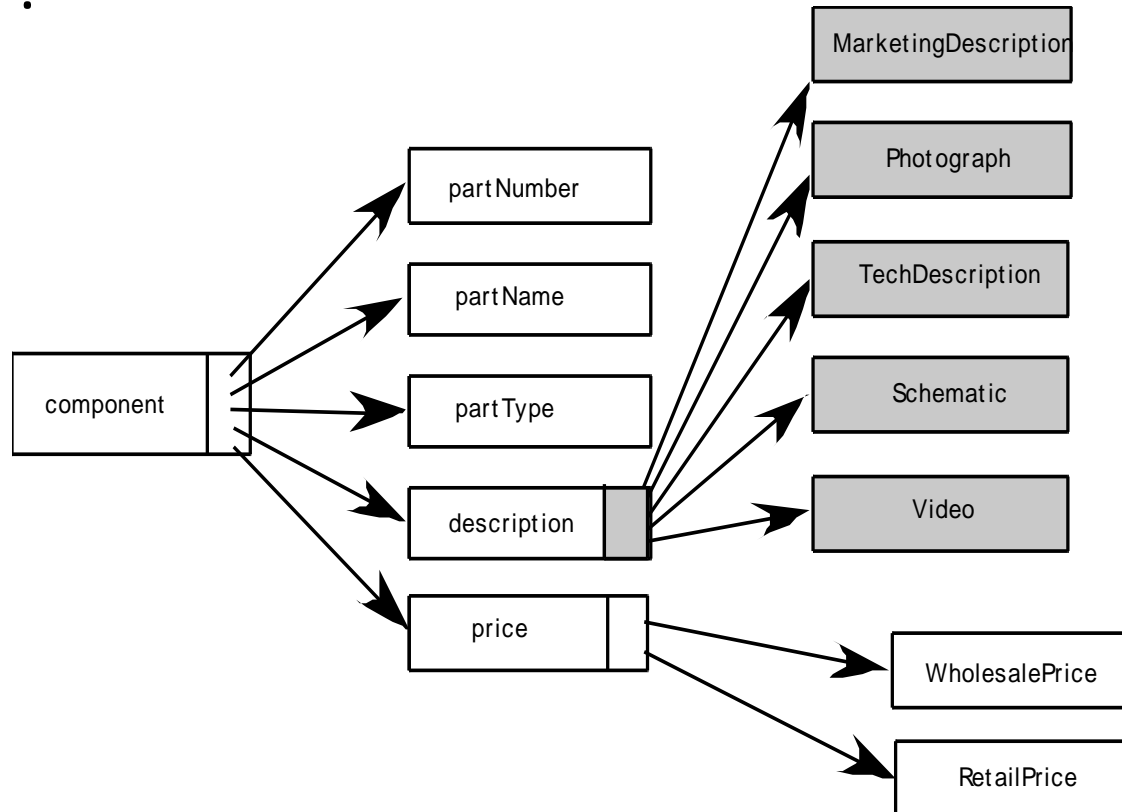 component
partNumber
partName
partType
description
price
MarketingDescription
Photograph
TechDescription
Schematic
Video
WholesalePrice
RetailPrice